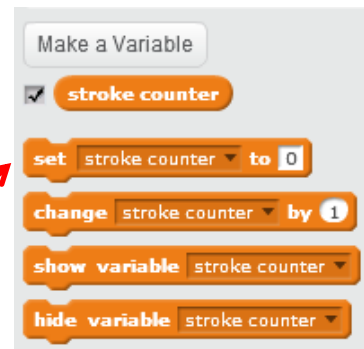 Make a Variable
stroke counter
set stroke counter to 0
change stroke counter by 1
show variable stroke counter
hide variable stroke counter